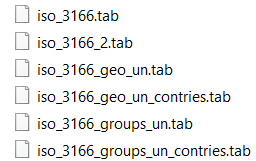 iso_3166.tab
iso_3166_2.tab
iso_3166_geo_un.tab
iso_3166_geo_un_contries.tab
iso_3166_groups_un.tab
iso_3166_groups_un_contries.tab